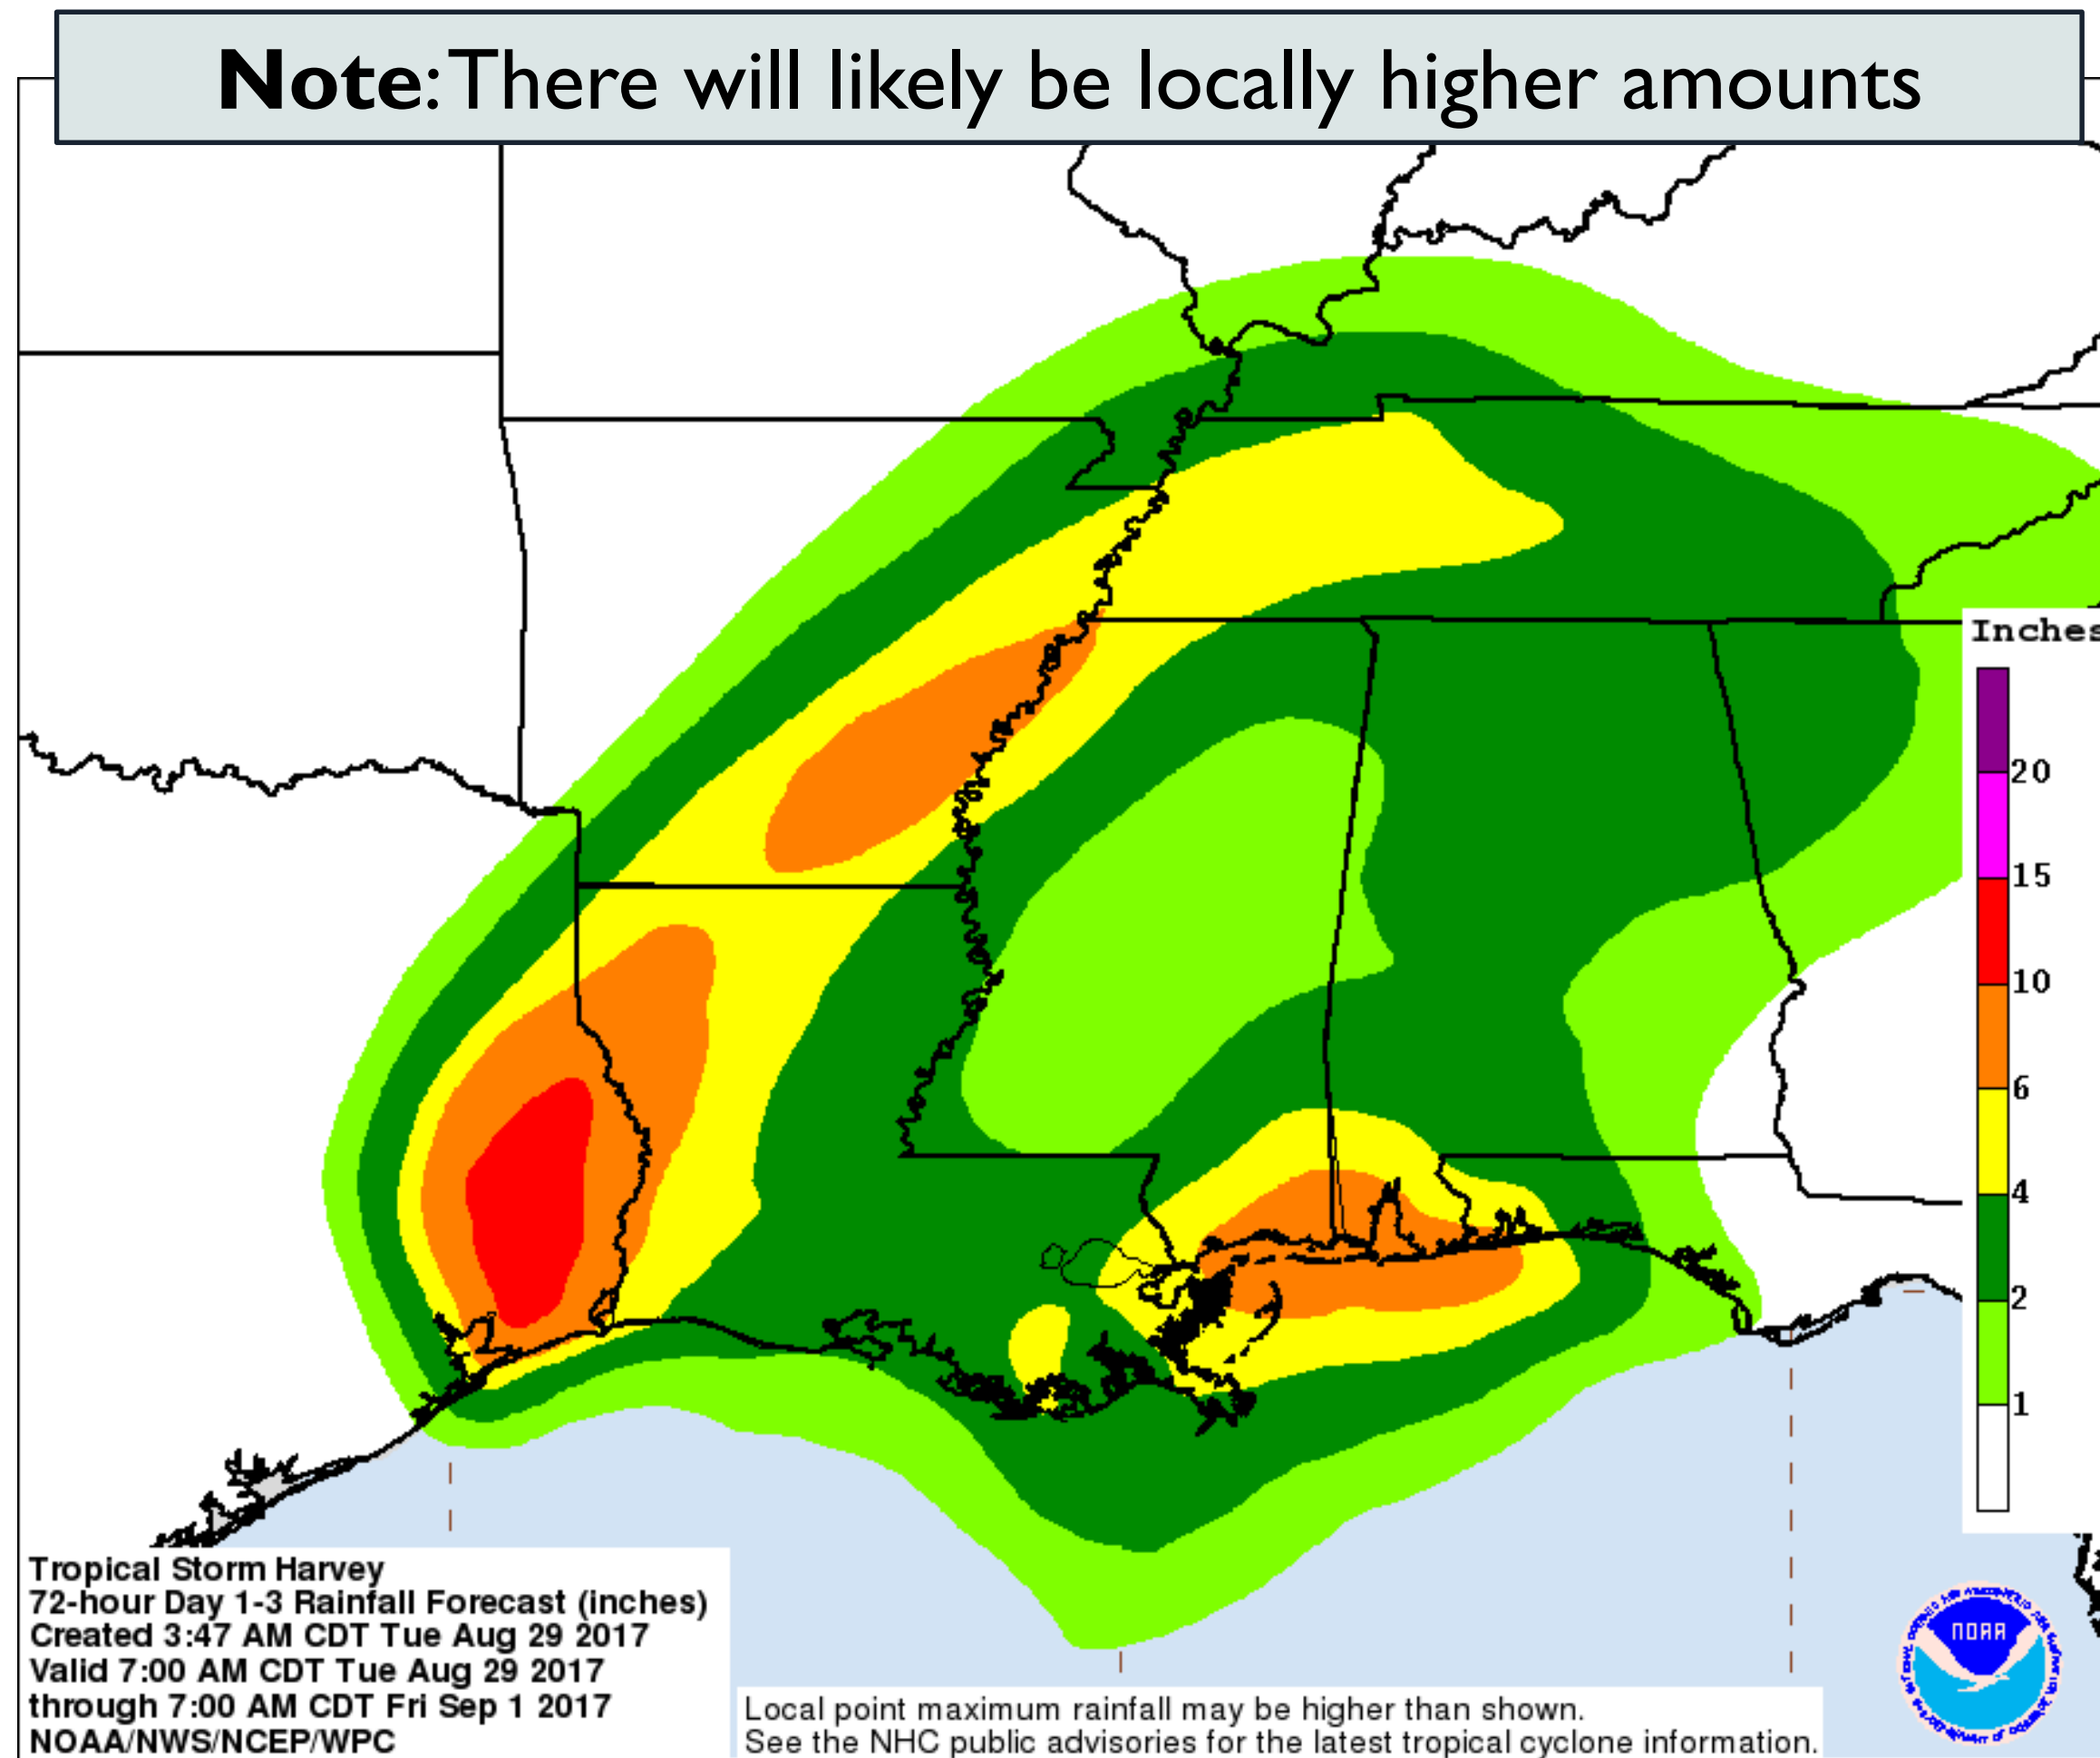 Note: There will likely be locally higher amounts
Inches
20
15
10
6
4
2
1
Tropical Storm Harvey
72-hour Day 1-3 Rainfall Forecast (inches)
Created 3:47 AM CDT Tue Aug 29 2017
Valid 7:00 AM CDT Tue Aug 29 2017
through 7:00 AM CDT Fri Sep 1 2017
NOAA/NWS/NCEP/WPC
Local point maximum rainfall may be higher than shown.
See the NHC public advisories for the latest tropical cyclone information.
NOAA